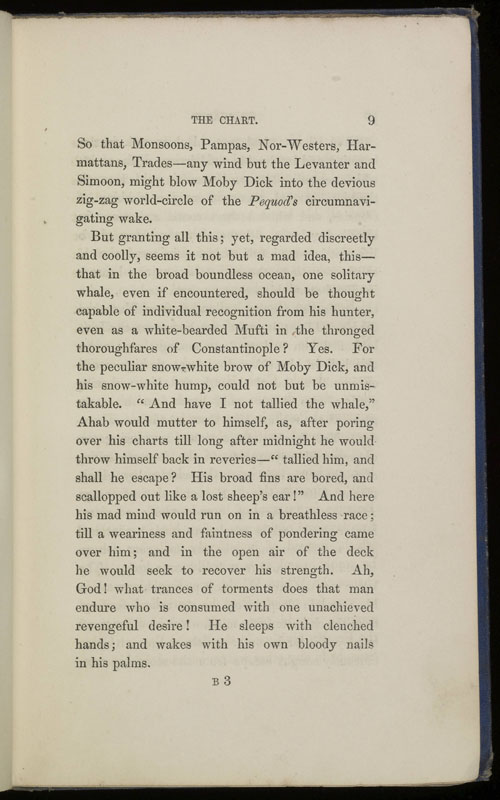 THE CHART. 9
So that Monsoons, Pampas, Nor-Westers, Har-
mattans, Trades—any wind but the Levanter and
Simoon, might blow Moby Dick into the devious
zig-zag world-circle of the Pequod's circumnavi-
gating wake.
But granting all this; yet, regarded discreetly
and coolly, seems it not but a mad idea, this—
that in the broad boundless ocean, one solitary
whale, even if encountered, should be thought
capable of individual recognition from his hunter,
even as a white-bearded Mufti in the thronged
thoroughfares of Constantinople? Yes. For
the peculiar snow-white brow of Moby Dick, and
his snow-white hump, could not but be unmis-
takable. “And have I not tallied the whale,”
Ahab would mutter to himself, as, after poring
over his charts till long after midnight he would
throw himself back in reveries—“tallied him, and
shall he escape? His broad fins are bored, and
scallopped out like a lost sheep's ear!” And here
his mad mind would run on in a breathless race;
till a weariness and faintness of pondering came
over him; and in the open air of the deck
he would seek to recover his strength. Ah,
God! what trances of torments does that man
endure who is consumed with one unachieved
revengeful desire! He sleeps with clenched
hands; and wakes with his own bloody nails
in his palms.
B 3